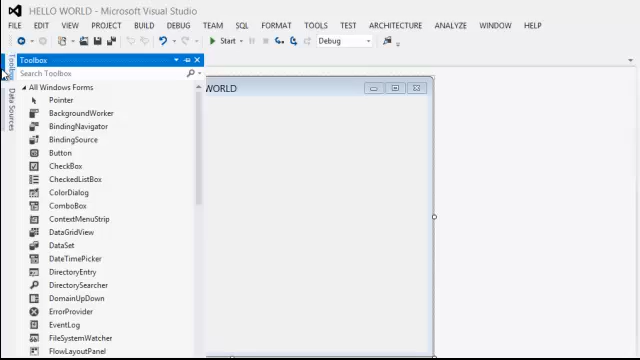 HELLO WORLD - Microsoft Visual Studio
FILE EDIT VIEW PROJECT BUILD DEBUG TEAM SQL FORMAT TOOLS TEST ARCHITECTURE ANALYZE WINDOW HELP
Start Debug
Toolbox
Data Sources
Toolbox
Search Toolbox
All Windows Forms
Pointer
BackgroundWorker
BindingNavigator
BindingSource
Button
CheckBox
CheckedListBox
ColorDialog
ComboBox
ContextMenuStrip
DataGridView
DataSet
DateTimePicker
DirectoryEntry
DirectorySearcher
DomainUpDown
ErrorProvider
EventLog
FileSystemWatcher
FlowLayoutPanel
WORLD